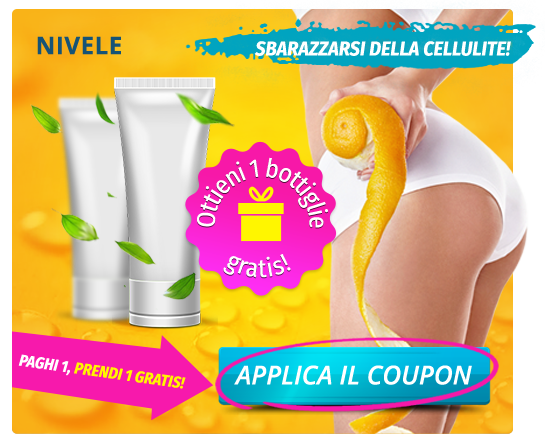 NIVELE
SBARAZZARSI DELLA CELLULITE!
Ottieni 1 bottiglie
gratis!
PAGHI 1, PRENDI 1 GRATIS!
APPLICA IL COUPON